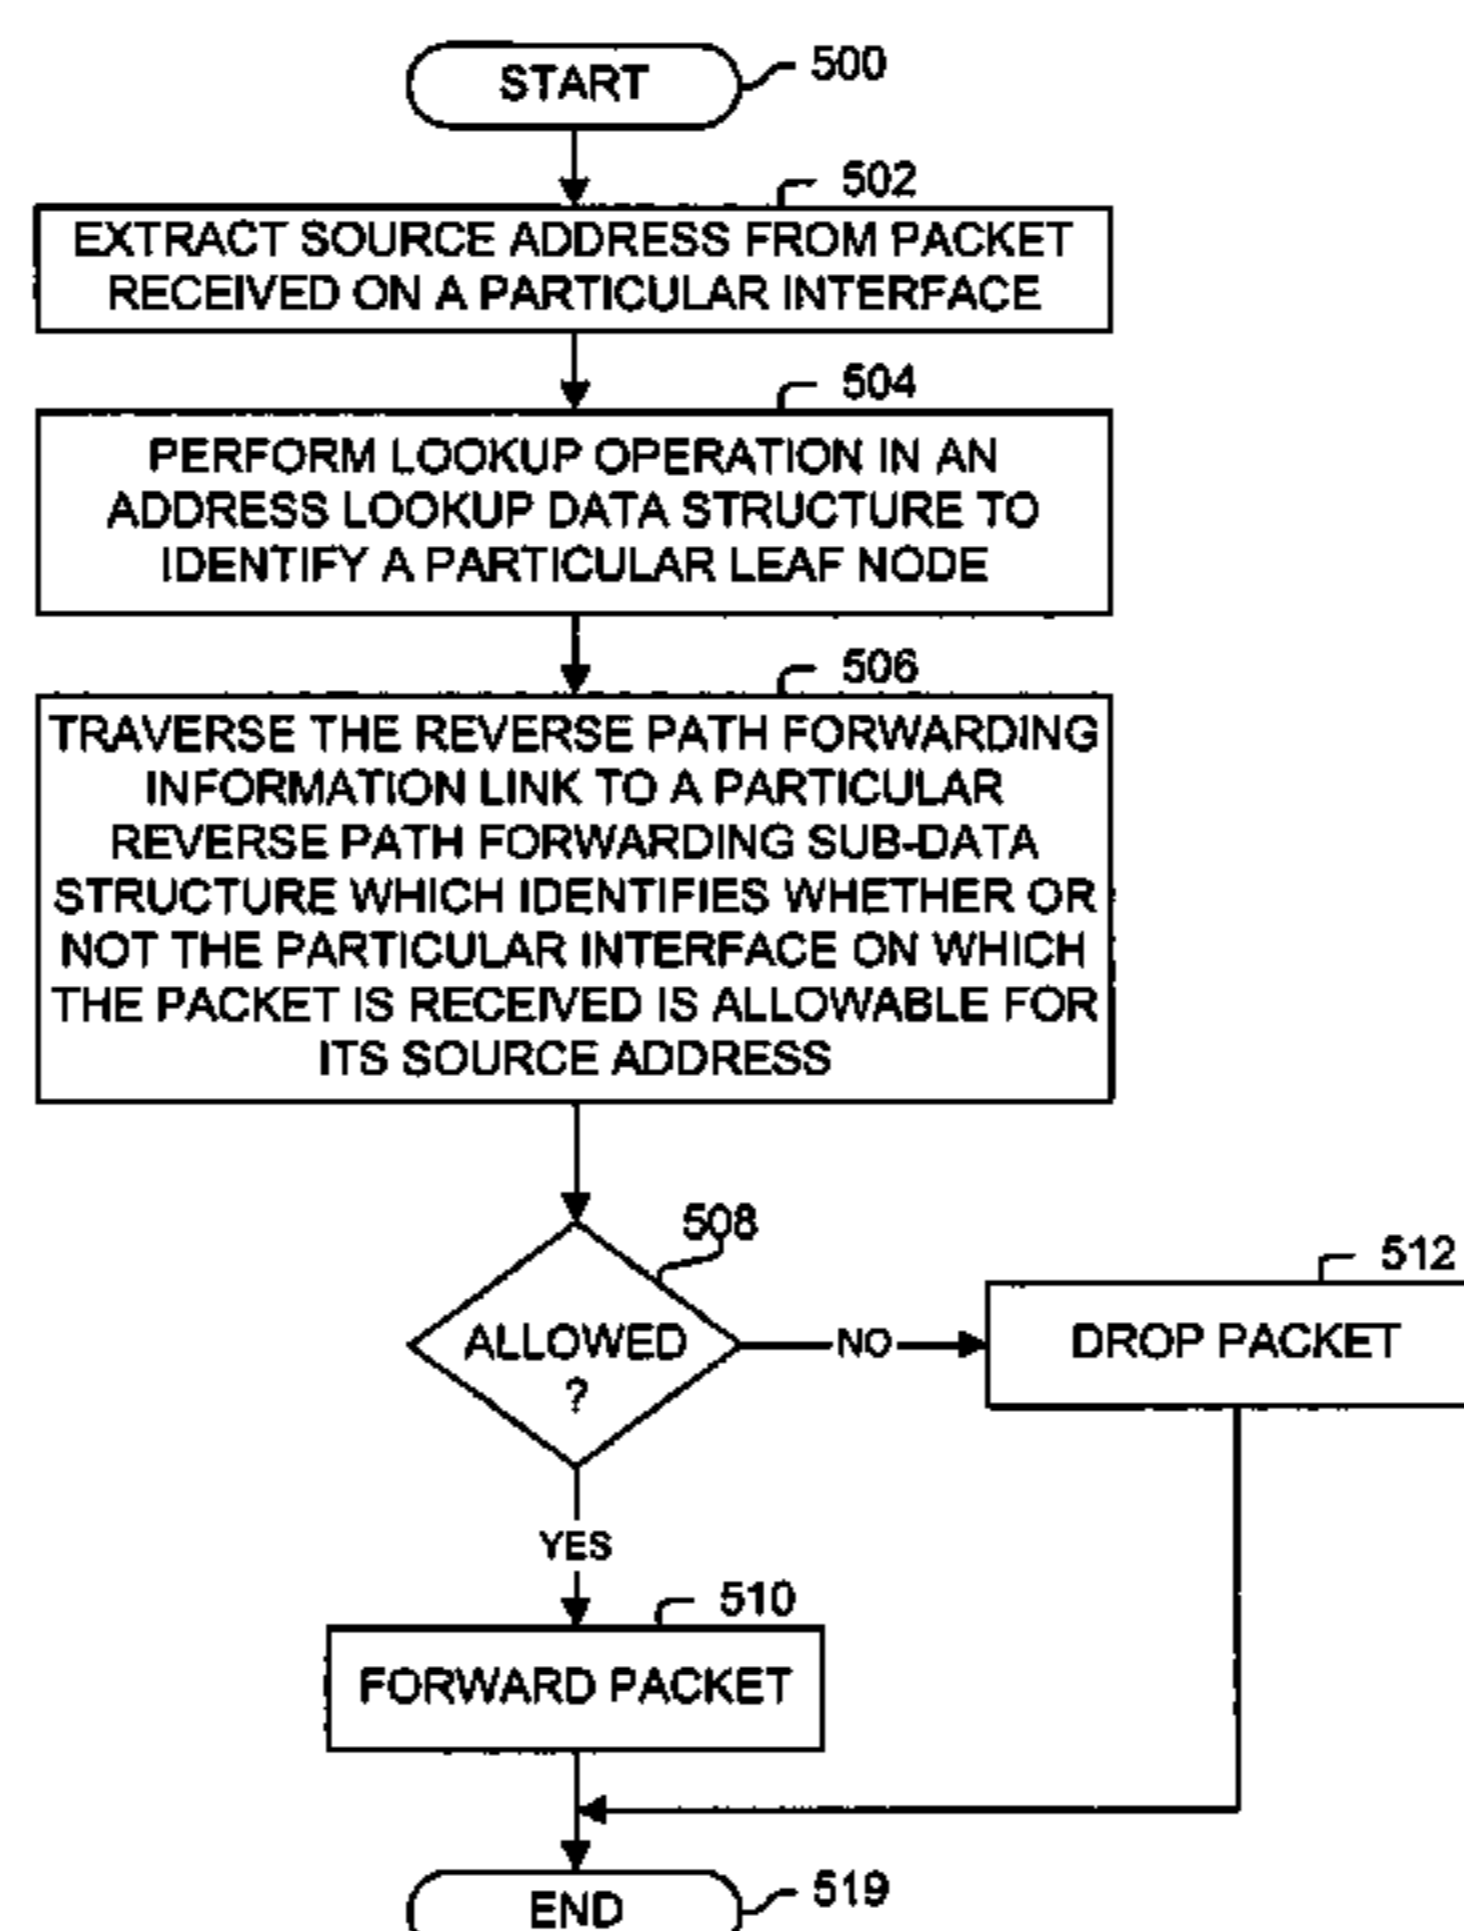 START
500
502
EXTRACT SOURCE ADDRESS FROM PACKET
RECEIVED ON A PARTICULAR INTERFACE
504
PERFORM LOOKUP OPERATION IN AN
ADDRESS LOOKUP DATA STRUCTURE TO
IDENTIFY A PARTICULAR LEAF NODE
506
TRAVERSE THE REVERSE PATH FORWARDING
INFORMATION LINK TO A PARTICULAR
REVERSE PATH FORWARDING SUB-DATA
STRUCTURE WHICH IDENTIFIES WHETHER OR
NOT THE PARTICULAR INTERFACE ON WHICH
THE PACKET IS RECEIVED IS ALLOWABLE FOR
ITS SOURCE ADDRESS
508
ALLOWED
?
NO
512
DROP PACKET
YES
510
FORWARD PACKET
END
519